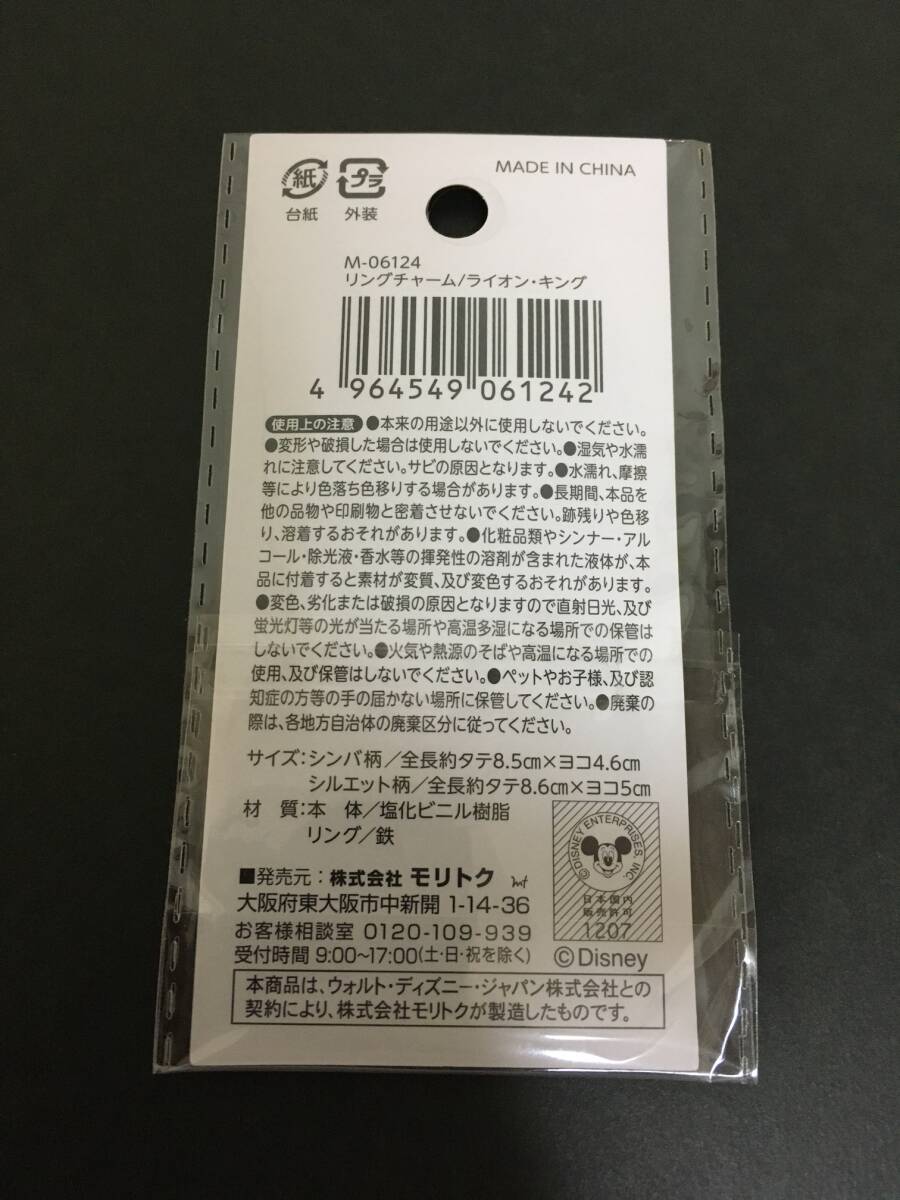 紙 プラ
台紙 外装
MADE IN CHINA
M-06124
リングチャーム/ライオン・キング
4 964549 061242
使用上の注意 ●本来の用途以外に使用しないでください。
●変形や破損した場合は使用しないでください。●湿気や水濡
れに注意してください。サビの原因となります。●水濡れ、摩擦
等により色落ち色移りする場合があります。●長期間、本品を
他の品物や印刷物と密着させないでください。跡残りや色移
り、溶着するおそれがあります。●化粧品類やシンナー・アル
コール・除光液・香水等の揮発性の溶剤が含まれた液体が、本
品に付着すると素材が変質、及び変色するおそれがあります。
●変色、劣化または破損の原因となりますので直射日光、及び
蛍光灯等の光が当たる場所や高温多湿になる場所での保管は
しないでください。●火気や熱源のそばや高温になる場所での
使用、及び保管はしないでください。●ペットやお子様、及び認
知症の方等の手の届かない場所に保管してください。●廃棄の
際は、各地方自治体の廃棄区分に従ってください。
サイズ:シンバ柄/全長約タテ8.5cm×ヨコ4.6cm
シルエット柄/全長約タテ8.6cm×ヨコ5cm
材 質:本 体/塩化ビニル樹脂
リング/鉄
■発売元:株式会社 モリトク
大阪府東大阪市中新開 1-14-36
お客様相談室 0120-109-939
受付時間 9:00~17:00(土・日・祝を除く)
©DISNEY ENTERPRISES, INC.
日本国内
販売許可
1207
©Disney
本商品は、ウォルト・ディズニー・ジャパン株式会社との
契約により、株式会社モリトクが製造したものです。